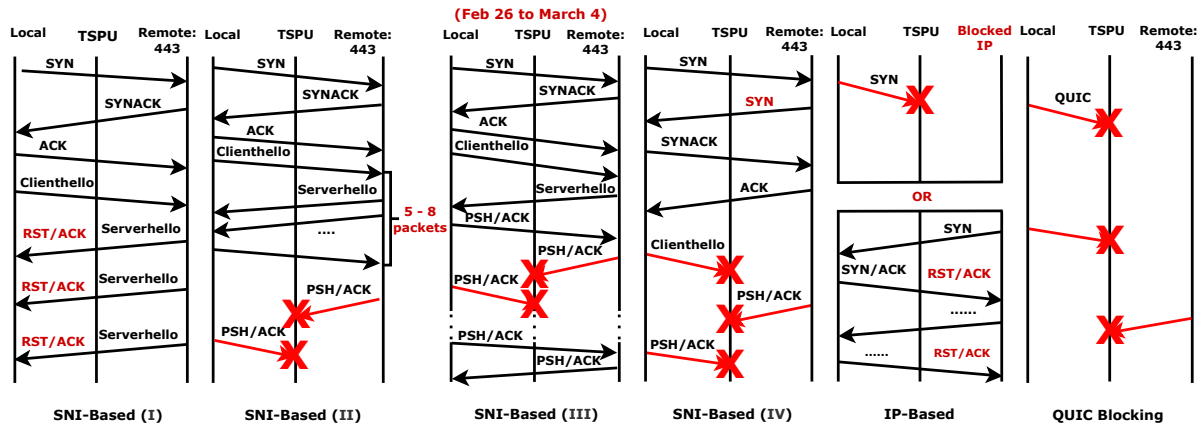 (Feb 26 to March 4)
Local TSPU Remote: 443
SYN
SYNACK
ACK
Clienthello
RST/ACK Serverhello
RST/ACK Serverhello
RST/ACK Serverhello
SNI-Based (I)
Local TSPU Remote: 443
SYN
SYNACK
ACK
Clienthello
Serverhello
....
5 - 8
packets
PSH/ACK
PSH/ACK
SNI-Based (II)
Local TSPU Remote: 443
SYN
SYNACK
ACK
Clienthello
Serverhello
PSH/ACK
PSH/ACK
PSH/ACK
PSH/ACK
PSH/ACK
SNI-Based (III)
Local TSPU Remote: 443
SYN
SYN
SYNACK
ACK
Clienthello
PSH/ACK
PSH/ACK
SNI-Based (IV)
Local TSPU Blocked IP
SYN
OR
SYN
SYN/ACK RST/ACK
......
...... RST/ACK
IP-Based
Local TSPU Remote: 443
QUIC
QUIC Blocking